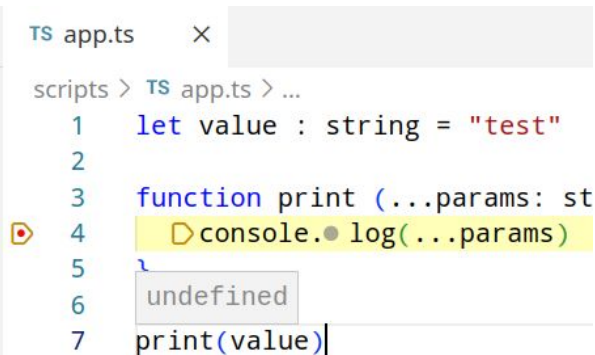 TS app.ts ×
scripts > TS app.ts > ...
1 let value : string = "test"
2
3 function print (...params: st
4 console. log(...params)
5 }
6 undefined
7 print(value)